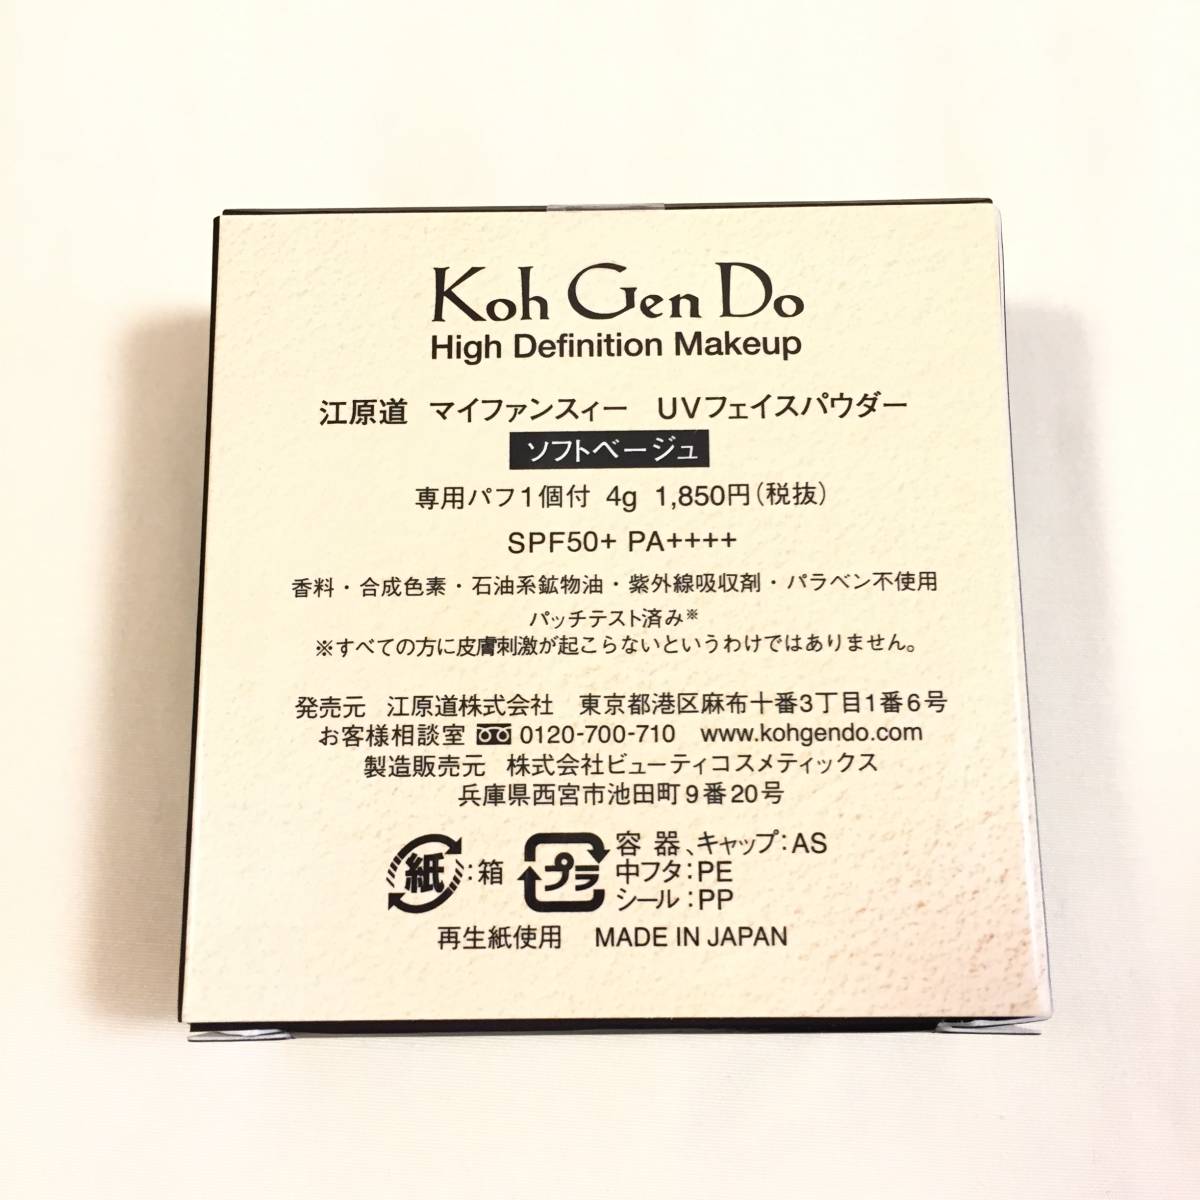 Koh Gen Do
High Definition Makeup
江原道 マイファンスィー UVフェイスパウダー
ソフトベージュ
専用パフ1個付 4g 1,850円(税抜)
SPF50+ PA++++
香料・合成色素・石油系鉱物油・紫外線吸収剤・パラベン不使用
パッチテスト済み※
※すべての方に皮膚刺激が起こらないというわけではありません。
発売元 江原道株式会社 東京都港区麻布十番3丁目1番6号
お客様相談室 0120-700-710 www.kohgendo.com
製造販売元 株式会社ビューティコスメティックス
兵庫県西宮市池田町9番20号
紙:箱 プラ 容器、キャップ:AS
中フタ:PE
シール:PP
再生紙使用 MADE IN JAPAN